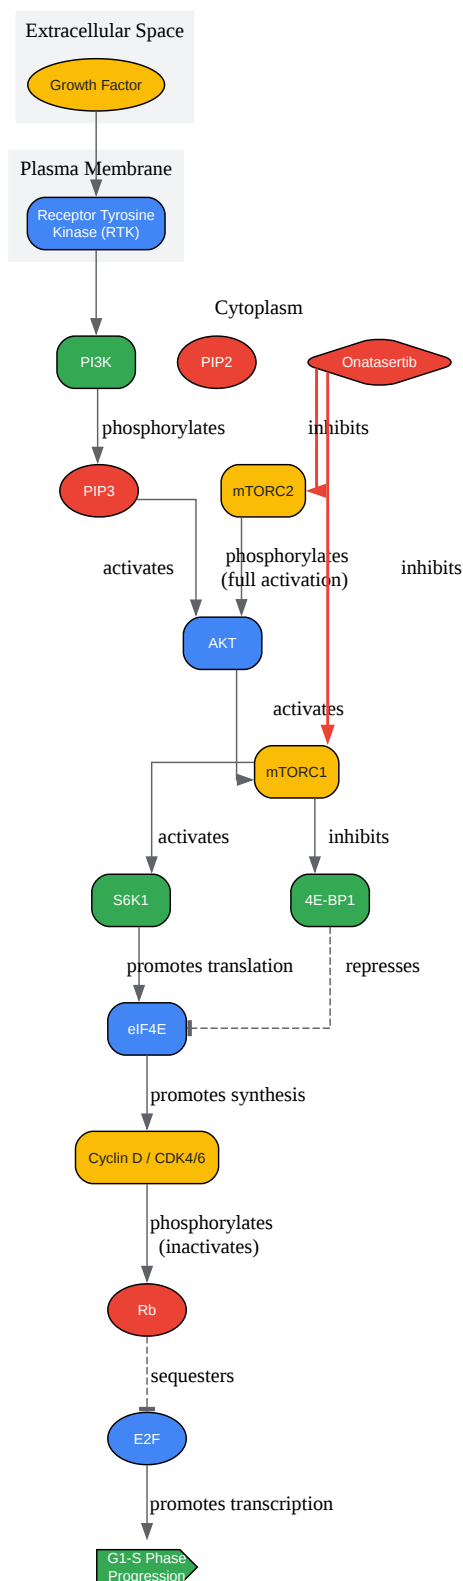 Extracellular Space
Growth Factor
Plasma Membrane
Receptor Tyrosine
Kinase (RTK)
Cytoplasm
PI3K
PIP2
Onatasertib
phosphorylates
inhibits
PIP3
mTORC2
activates
phosphorylates
(full activation)
inhibits
AKT
activates
mTORC1
activates
inhibits
S6K1
4E-BP1
promotes translation
represses
eIF4E
promotes synthesis
Cyclin D / CDK4/6
phosphorylates
(inactivates)
Rb
sequesters
E2F
promotes transcription
G1-S Phase
Progression